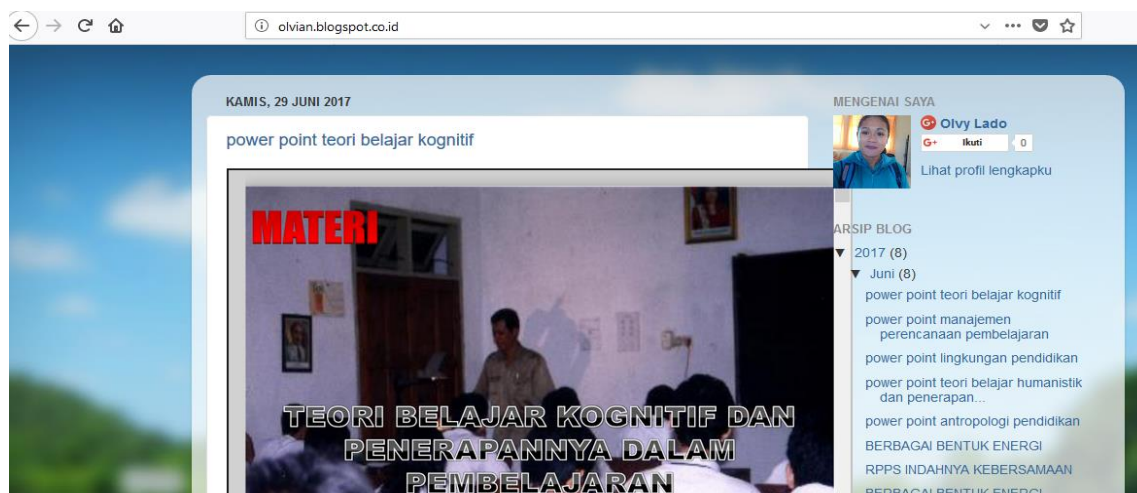 olvian.blogspot.co.id
KAMIS, 29 JUNI 2017
power point teori belajar kognitif
MATERI
TEORI BELAJAR KOGNITIF DAN
PENERAPANNYA DALAM
PEMBELAJARAN
MENGENAI SAYA
Olvy Lado
G+ Ikuti 0
Lihat profil lengkapku
ARSIP BLOG
▼ 2017 (8)
▼ Juni (8)
power point teori belajar kognitif
power point manajemen
perencanaan pembelajaran
power point lingkungan pendidikan
power point teori belajar humanistik
dan penerapan...
power point antropologi pendidikan
BERBAGAI BENTUK ENERGI
RPPS INDAHNYA KEBERSAMAAN
BERBAGAI BENTUK ENERGI